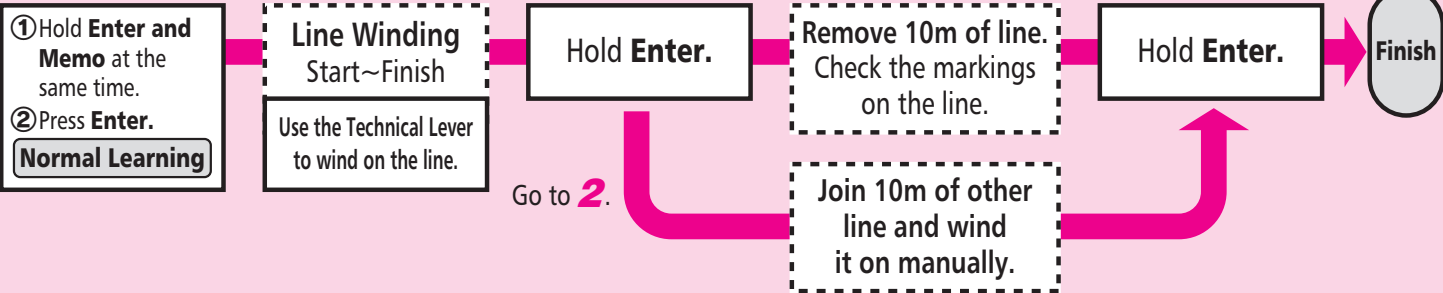 ①Hold Enter and
Memo at the
same time.
②Press Enter.
Normal Learning
Line Winding
Start~Finish
Use the Technical Lever
to wind on the line.
Hold Enter.
Go to 2.
Remove 10m of line.
Check the markings
on the line.
Join 10m of other
line and wind
it on manually.
Hold Enter.
Finish